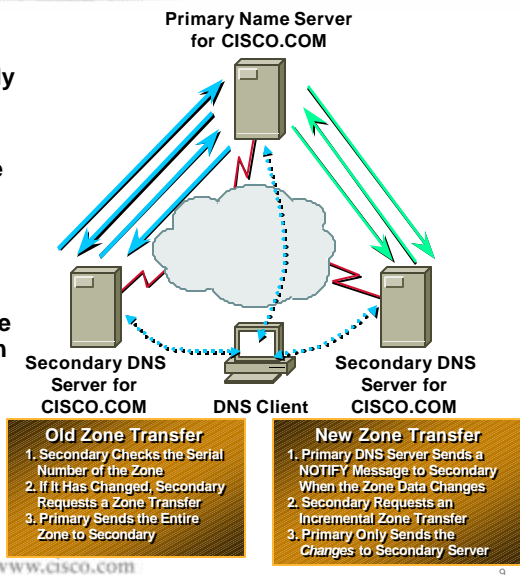 Primary Name Server
for CISCO.COM
Secondary DNS
Server for
CISCO.COM
DNS Client
Secondary DNS
Server for
CISCO.COM
Old Zone Transfer
1. Secondary Checks the Serial
Number of the Zone
2. If It Has Changed, Secondary
Requests a Zone Transfer
3. Primary Sends the Entire
Zone to Secondary
New Zone Transfer
1. Primary DNS Server Sends a
NOTIFY Message to Secondary
When the Zone Data Changes
2. Secondary Requests an
Incremental Zone Transfer
3. Primary Only Sends the
Changes to Secondary Server
www.cisco.com